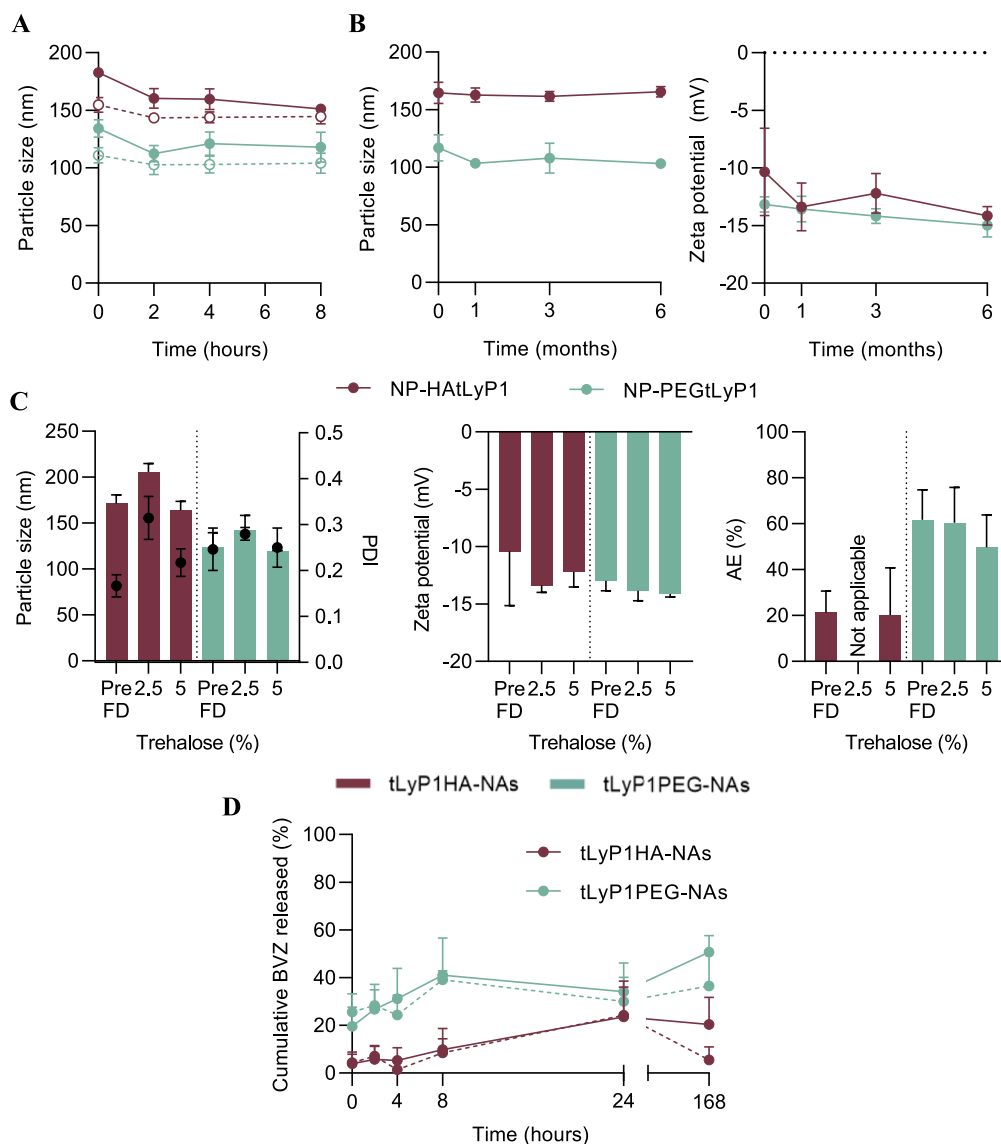 A
200
150
100
50
0
Particle size (nm)
0
2
4
6
8
Time (hours)
B
200
150
100
50
0
Particle size (nm)
0
1
3
6
Time (months)
0
-5
-10
-15
-20
Zeta potential (mV)
0
1
3
6
Time (months)
NP-HAtLyP1
NP-PEGtLyP1
C
250
200
150
100
50
0
Particle size (nm)
0.5
0.4
0.3
0.2
0.1
0.0
PDI
Pre 2.5 5 Pre 2.5 5
FD FD
Trehalose (%)
0
-5
-10
-15
-20
Zeta potential (mV)
Pre 2.5 5 Pre 2.5 5
FD FD
Trehalose (%)
100
80
60
40
20
0
AE (%)
Not applicable
Pre 2.5 5 Pre 2.5 5
FD FD
Trehalose (%)
tLyP1HA-NAs
tLyP1PEG-NAs
D
100
80
60
40
20
0
Cumulative BVZ released (%)
tLyP1HA-NAs
tLyP1PEG-NAs
0
4
8
24
168
Time (hours)